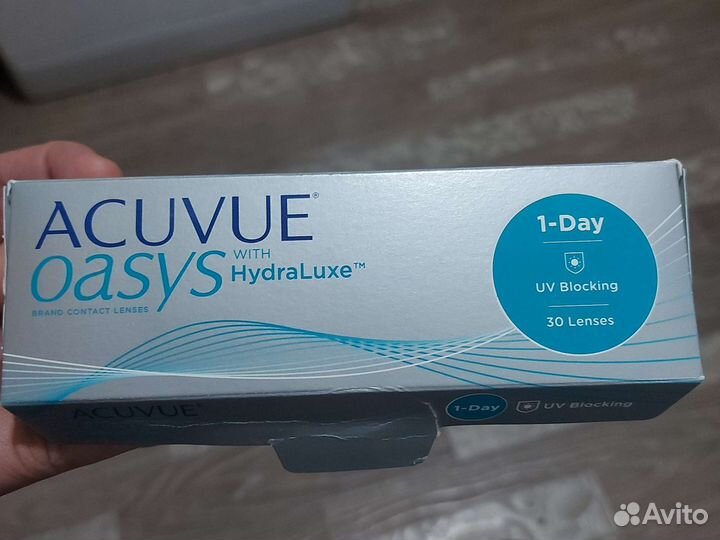 ACUVUE®
oasys WITH HydraLuxe™
BRAND CONTACT LENSES
1-Day
UV Blocking
30 Lenses
ACUVUE
oasys
1-Day UV Blocking
Avito